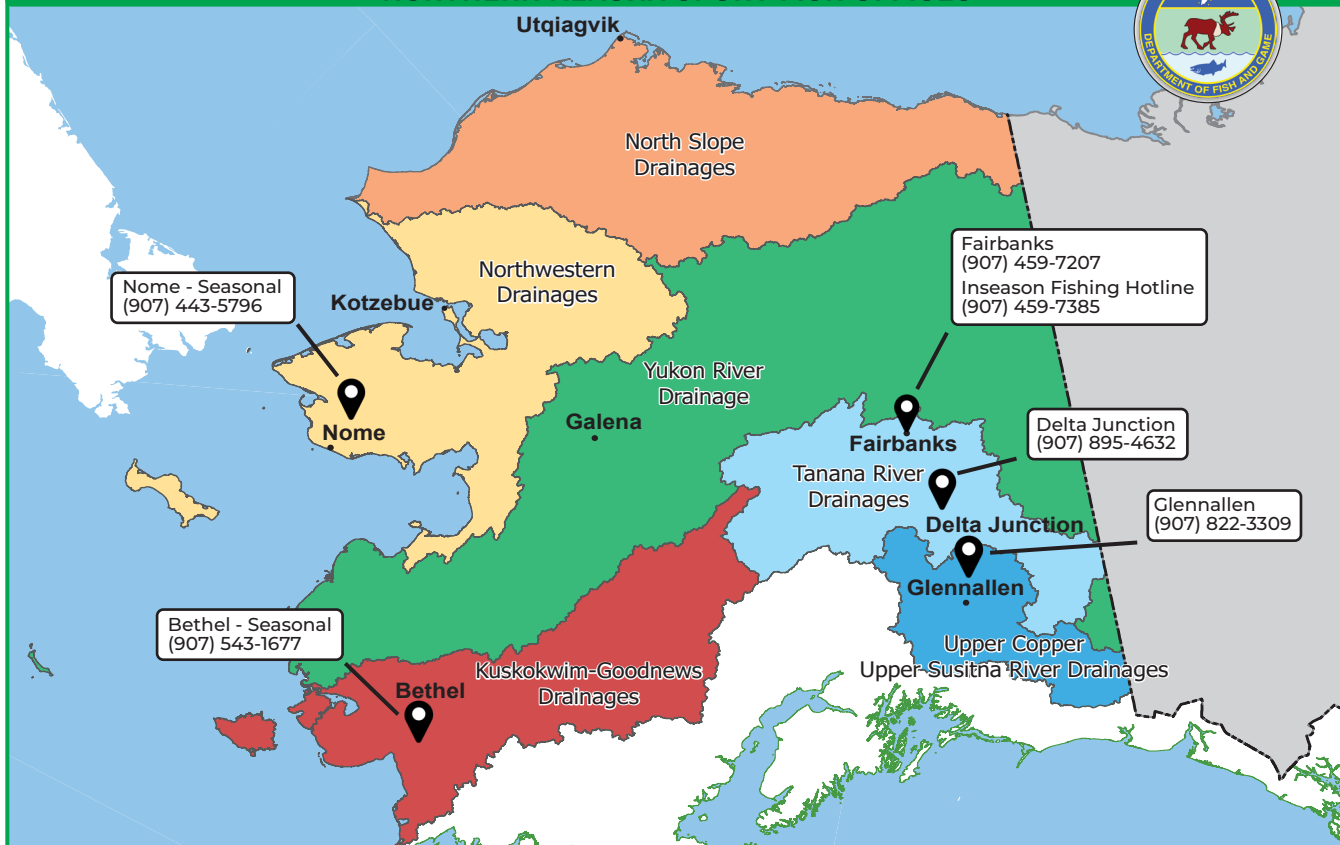 Utqiagvik
DEPARTMENT OF FISH AND GAME
North Slope
Drainages
Fairbanks
(907) 459-7207
Inseason Fishing Hotline
(907) 459-7385
Northwestern
Drainages
Nome - Seasonal
(907) 443-5796
Kotzebue
Yukon River
Drainage
Galena
Nome
Fairbanks
Delta Junction
(907) 895-4632
Tanana River
Drainages
Glennallen
(907) 822-3309
Delta Junction
Glennallen
Bethel - Seasonal
(907) 543-1677
Upper Copper
Upper Susitna River Drainages
Kuskokwim-Goodnews
Drainages
Bethel